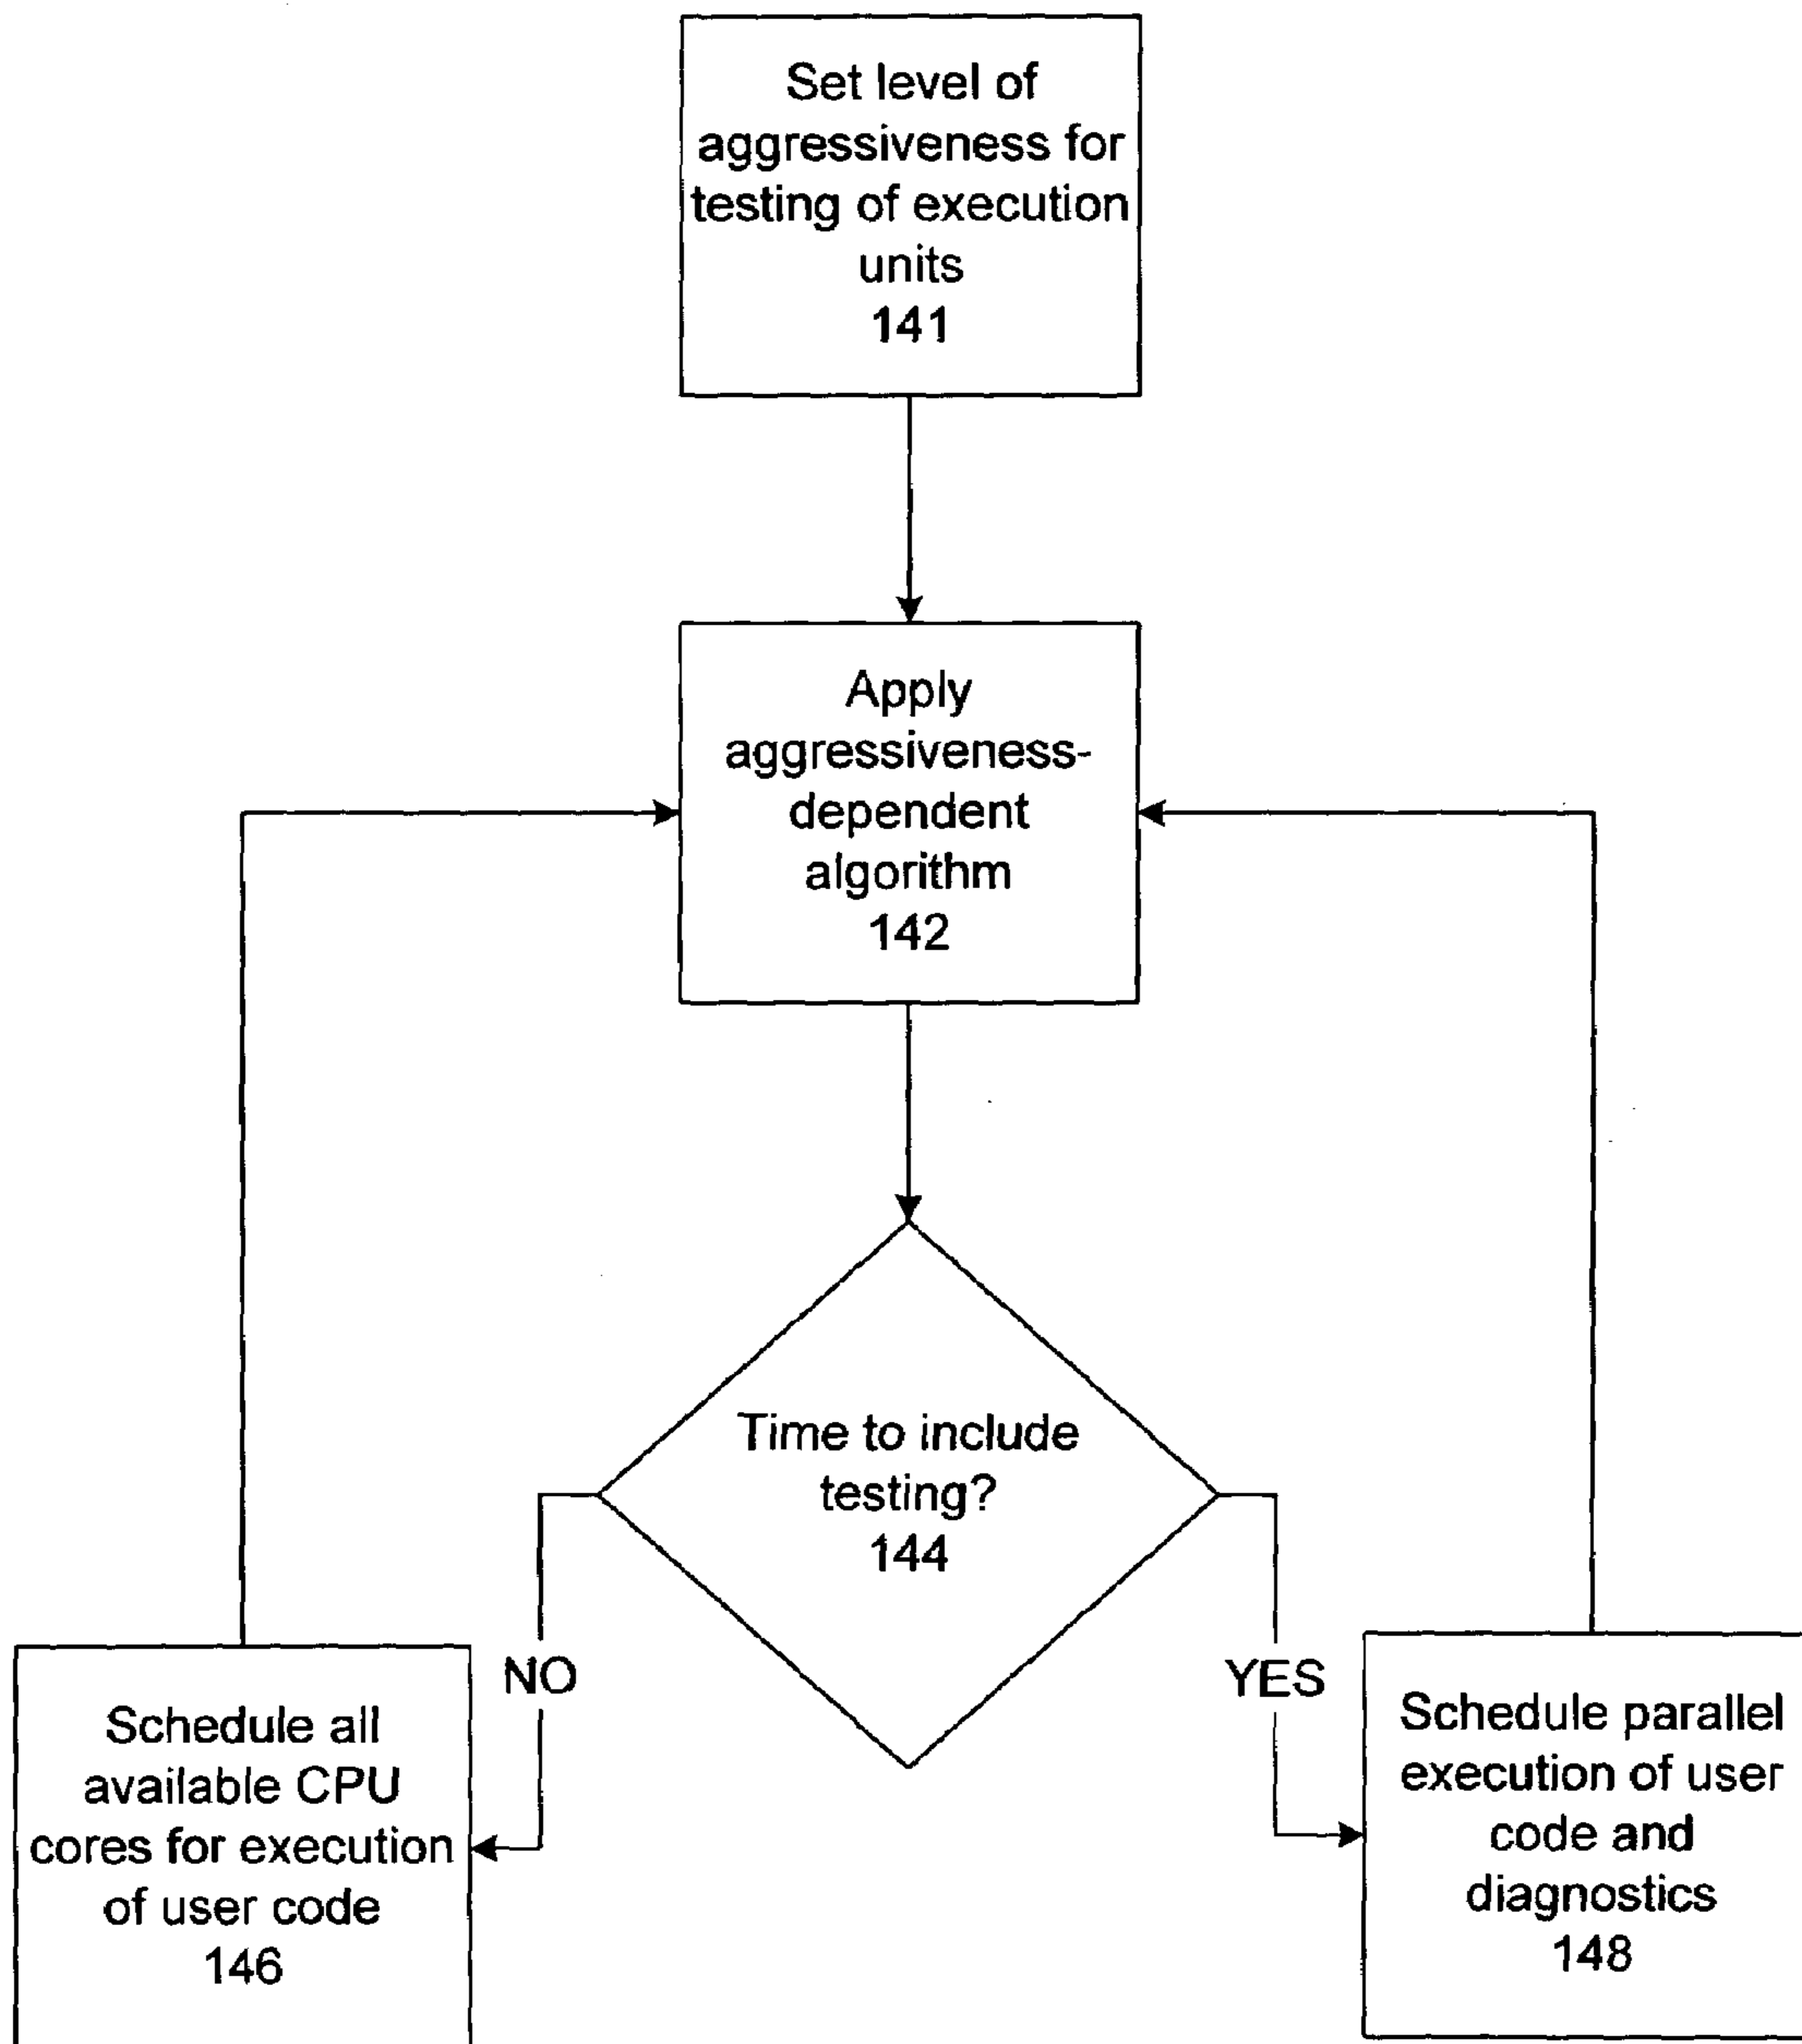 Set level of
aggressiveness for
testing of execution
units
141
Apply
aggressiveness-
dependent
algorithm
142
Time to include
testing?
144
NO
YES
Schedule all
available CPU
cores for execution
of user code
146
Schedule parallel
execution of user
code and
diagnostics
148